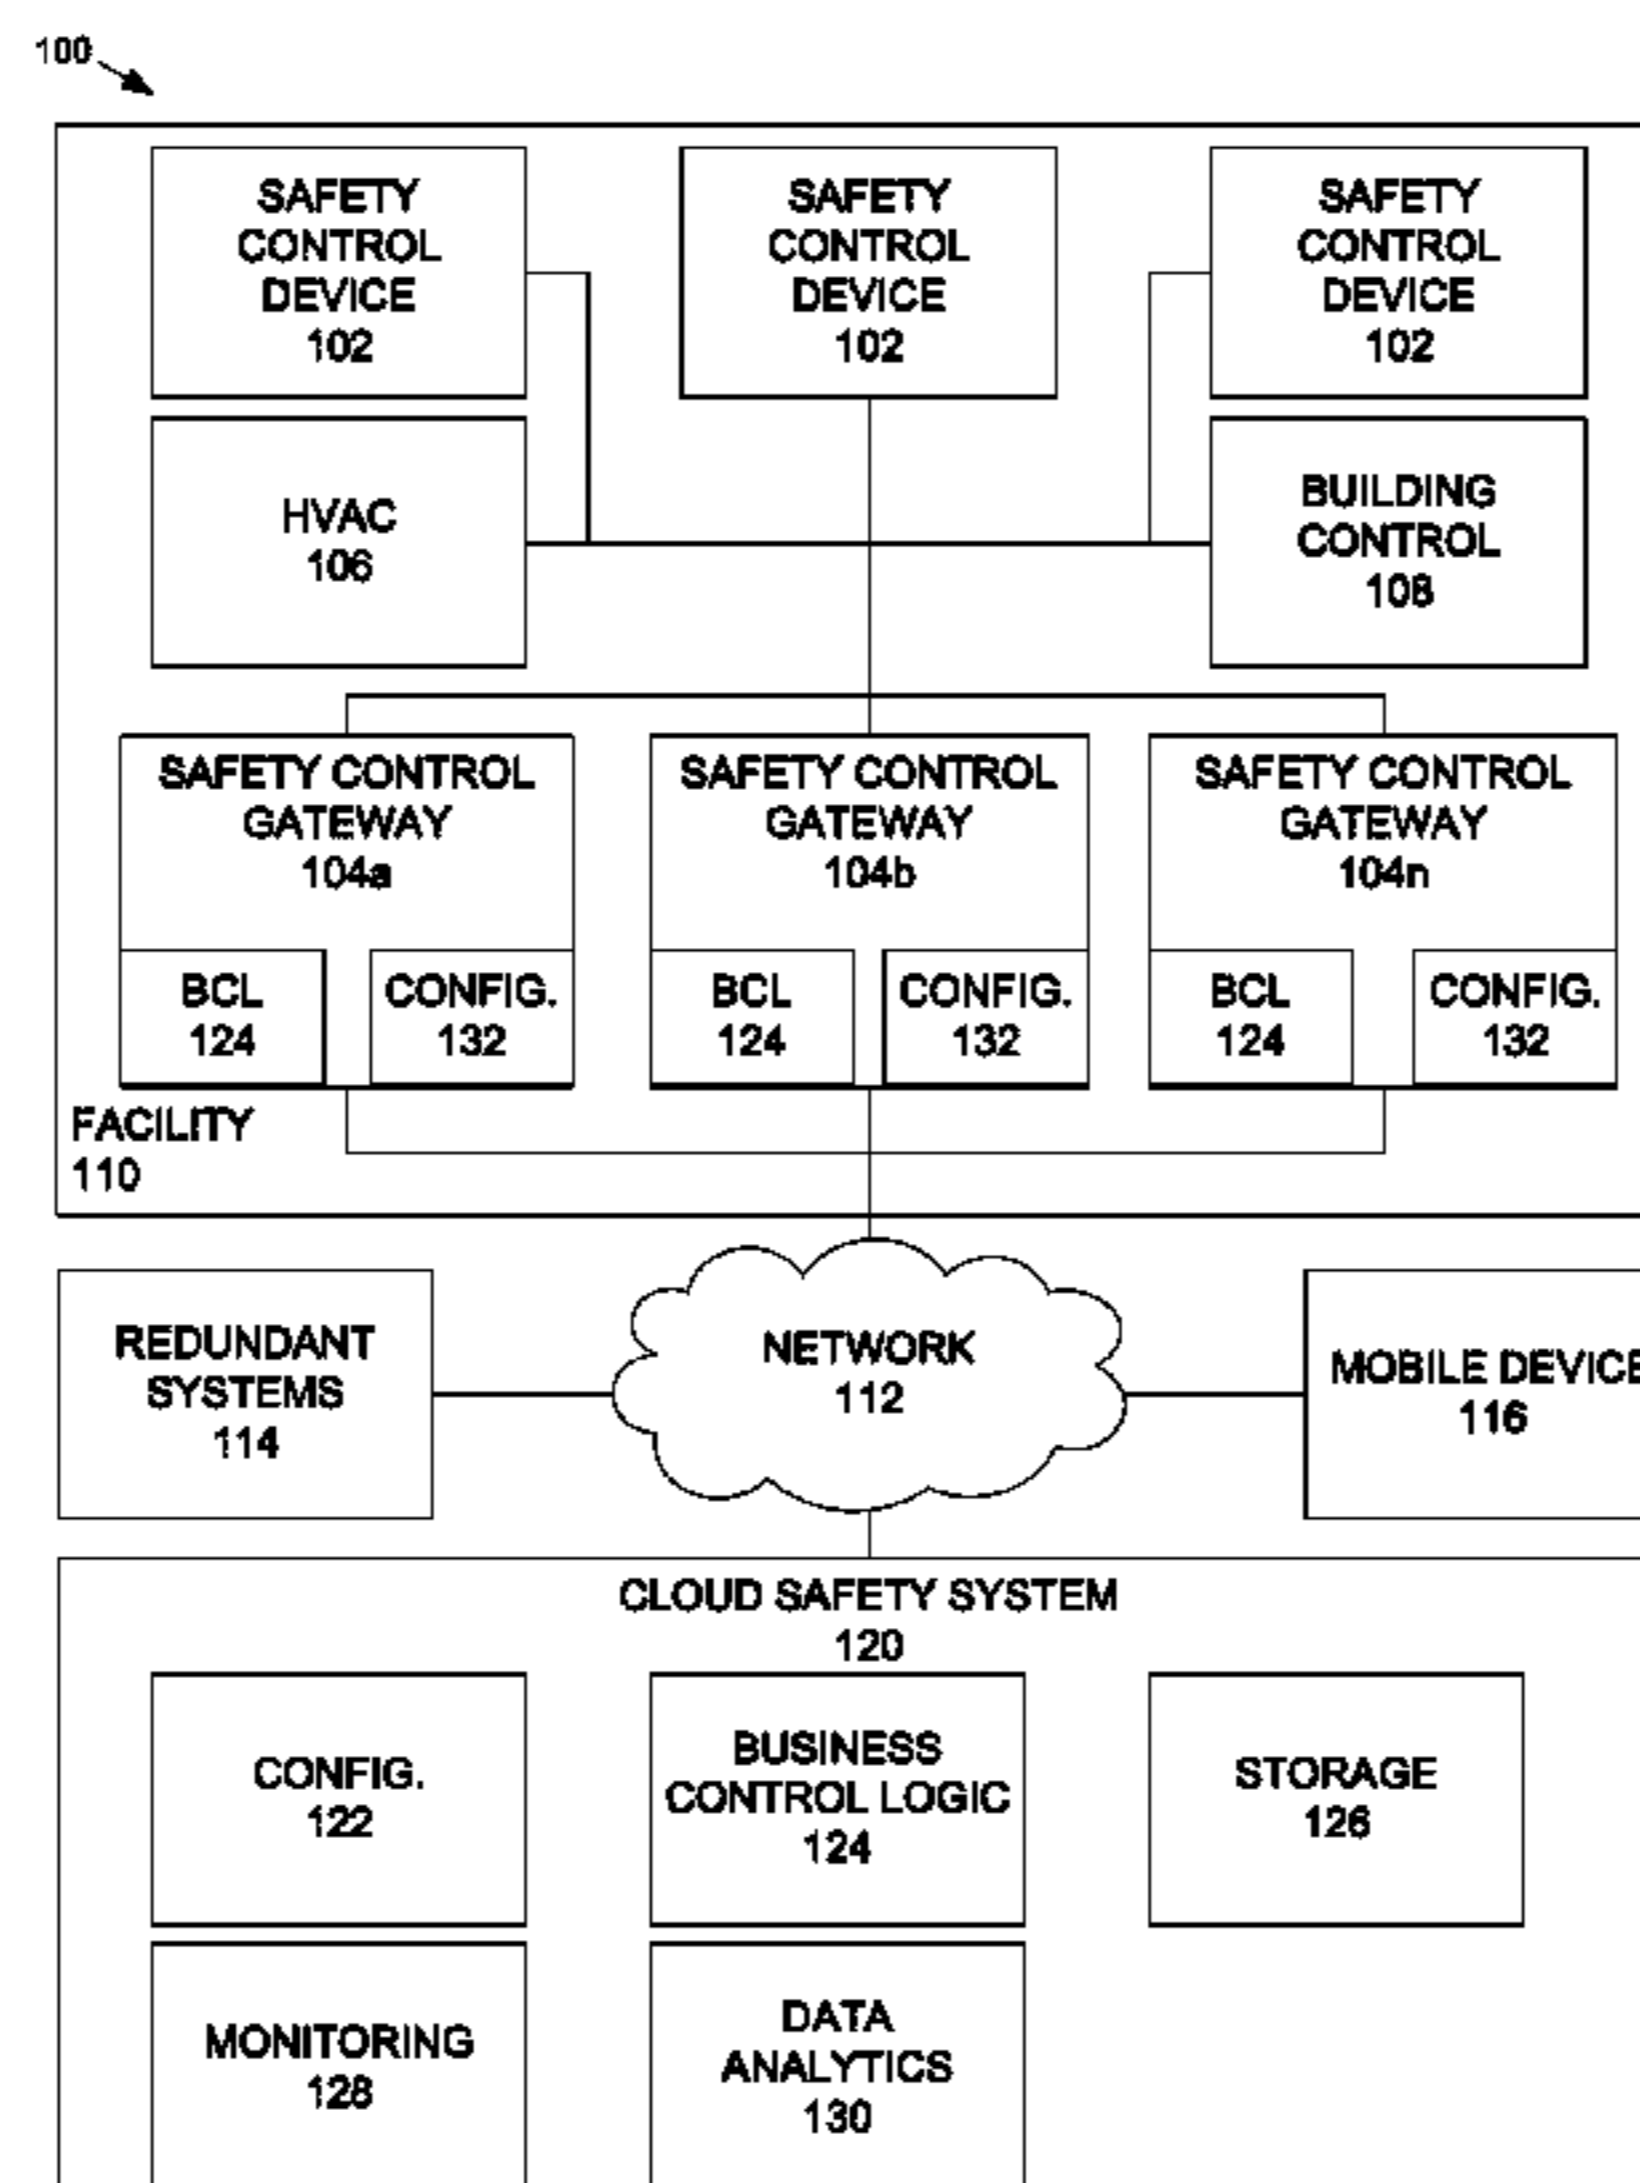 100
SAFETY
CONTROL
DEVICE
102
SAFETY
CONTROL
DEVICE
102
SAFETY
CONTROL
DEVICE
102
HVAC
106
BUILDING
CONTROL
108
SAFETY CONTROL
GATEWAY
104a
BCL
124
CONFIG.
132
SAFETY CONTROL
GATEWAY
104b
BCL
124
CONFIG.
132
SAFETY CONTROL
GATEWAY
104n
BCL
124
CONFIG.
132
FACILITY
110
REDUNDANT
SYSTEMS
114
NETWORK
112
MOBILE DEVICE
116
CLOUD SAFETY SYSTEM
120
CONFIG.
122
BUSINESS
CONTROL LOGIC
124
STORAGE
126
MONITORING
128
DATA
ANALYTICS
130